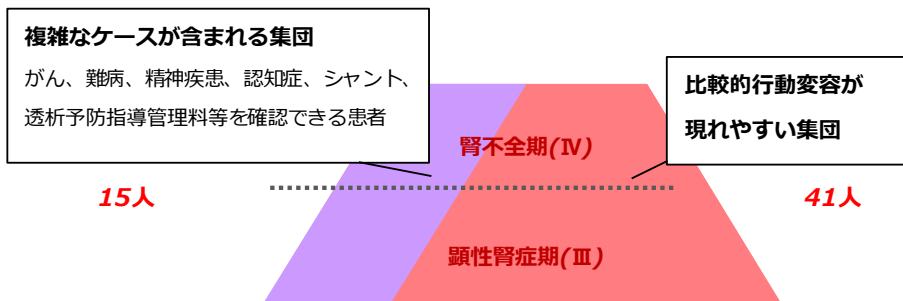 複雑なケースが含まれる集団
がん、難病、精神疾患、認知症、シャント、
透析予防指導管理料等を確認できる患者
比較的行動変容が
現れやすい集団
腎不全期(Ⅳ)
15人
41人
顕性腎症期(Ⅲ)